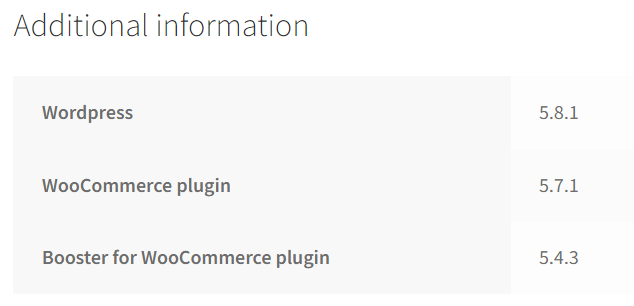 Additional information
Wordpress 5.8.1
WooCommerce plugin 5.7.1
Booster for WooCommerce plugin 5.4.3